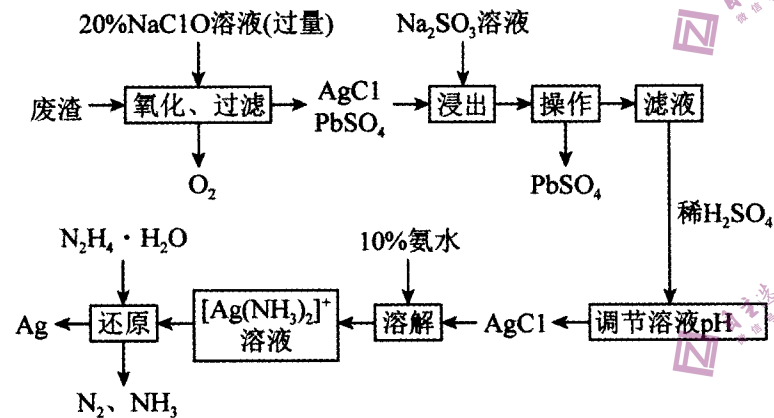 20%NaClO溶液(过量)
Na₂SO₃溶液
废渣
氧化、过滤
AgCl
PbSO₄
浸出
操作
滤液
O₂
PbSO₄
稀H₂SO₄
N₂H₄·H₂O
10%氨水
Ag
还原
[Ag(NH₃)₂]⁺
溶液
溶解
AgCl
调节溶液pH
N₂、NH₃